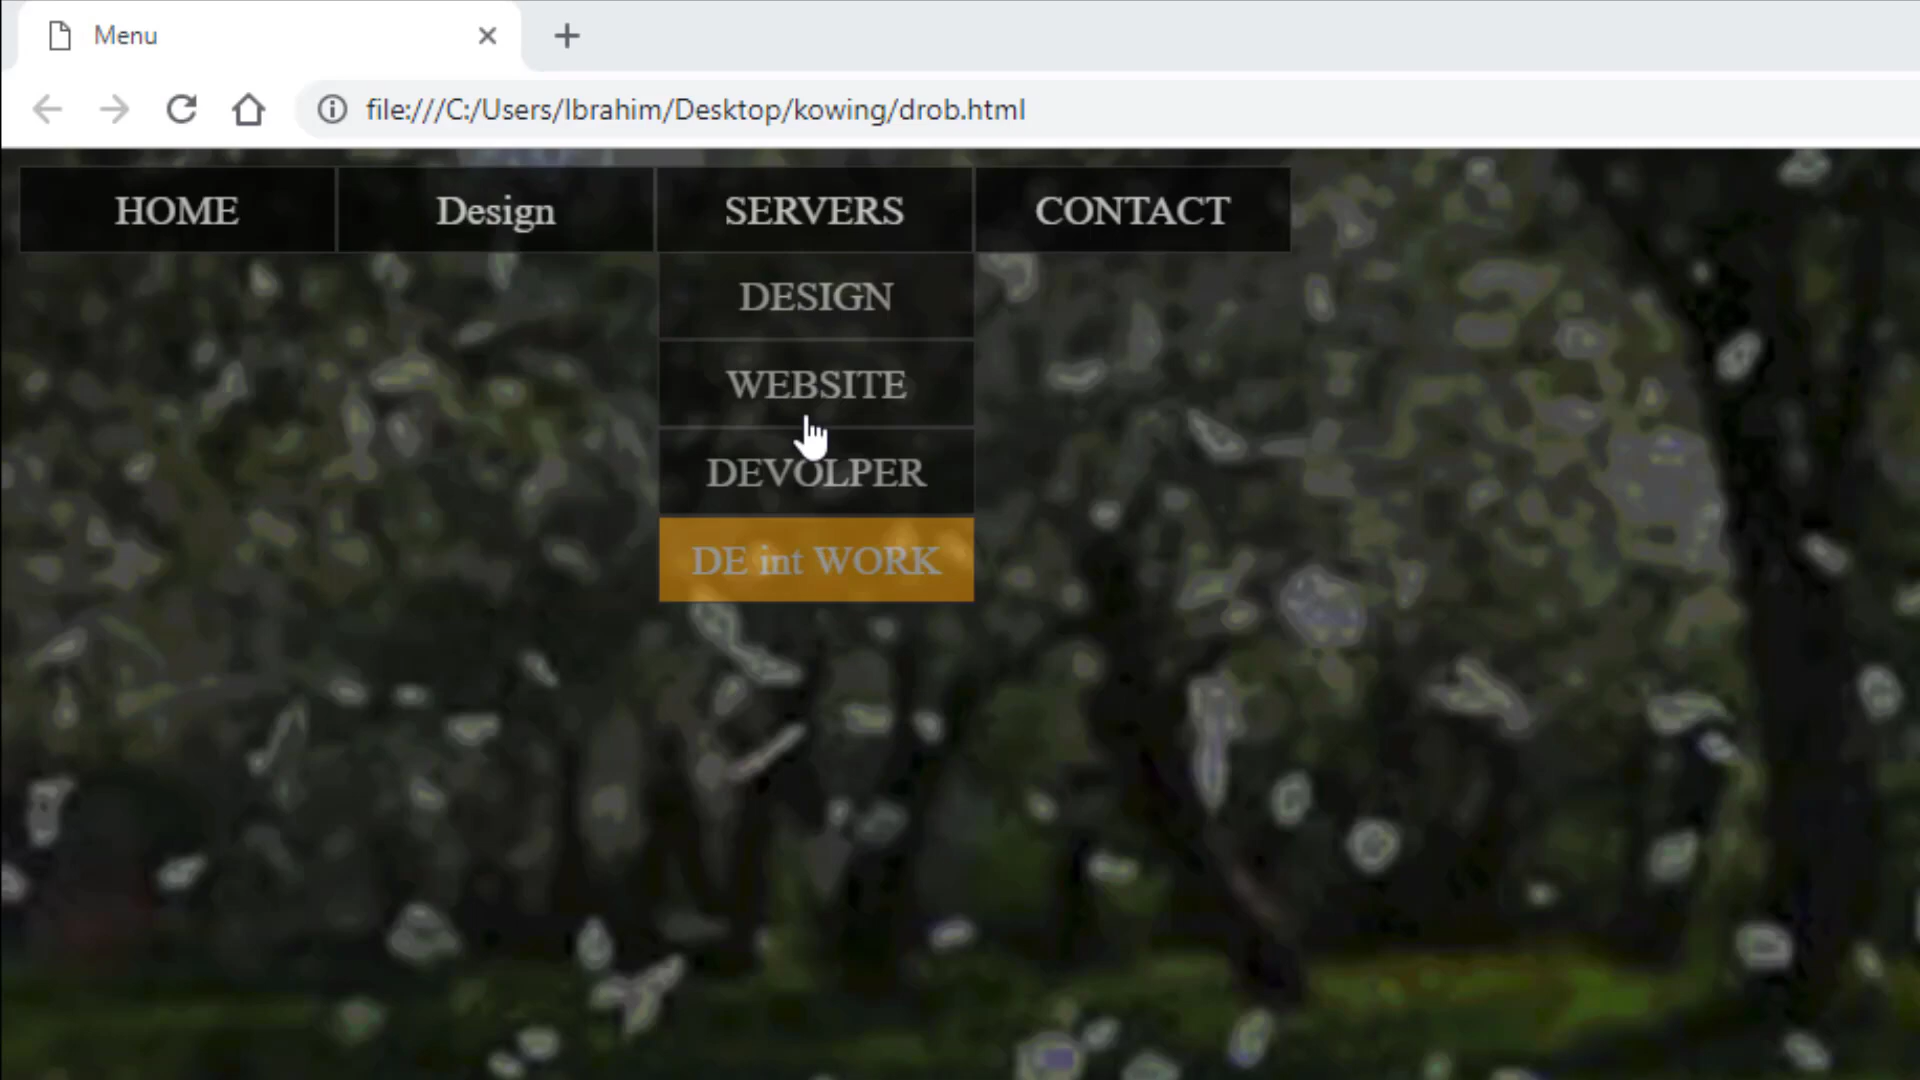 Menu
file:///C:/Users/Ibrahim/Desktop/kowing/drob.html
HOME Design SERVERS CONTACT
DESIGN
WEBSITE
DEVOLPER
DE int WORK